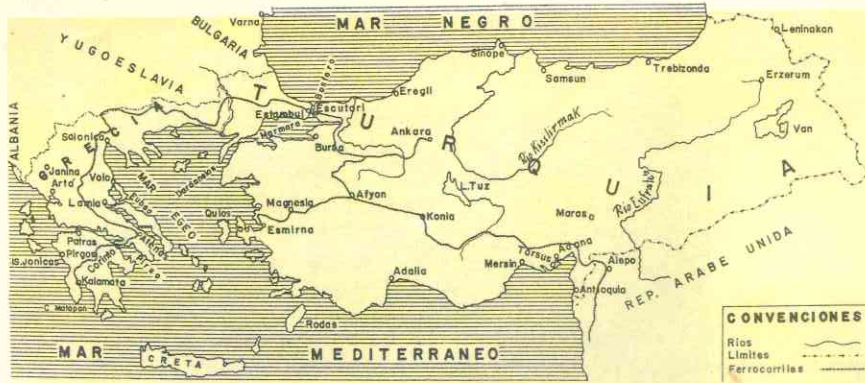 MAR NEGRO
Varna
BULGARIA
YUGOESLAVIA
Leninakan
Sinope
Samsun
Trebizonda
Erzerum
Eregli
Bosforo
Escutari
Estambul
Marmara
Bursa
Ankara
TURQUIA
Rio Kisilirmak
Van
GRECIA
ALBANIA
Salonica
Dardanelos
Janina
Arta
Volo
MAR EGEO
Lamia
Eubea
Magnesia
Afyon
L. Tuz
Rio Eufrates
Maras
Quios
Esmirna
Konia
Patras
Atenas
Pireo
Corinto
Pirgos
IS. Jonicas
Kalamata
C. Matapan
Adalia
Mersin
Tarsus
Adana
Alepo
Antioquia
REP. ARABE UNIDA
Rodas
CRETA
MAR MEDITERRANEO
CONVENCIONES
Rios
Limites
Ferrocarriles